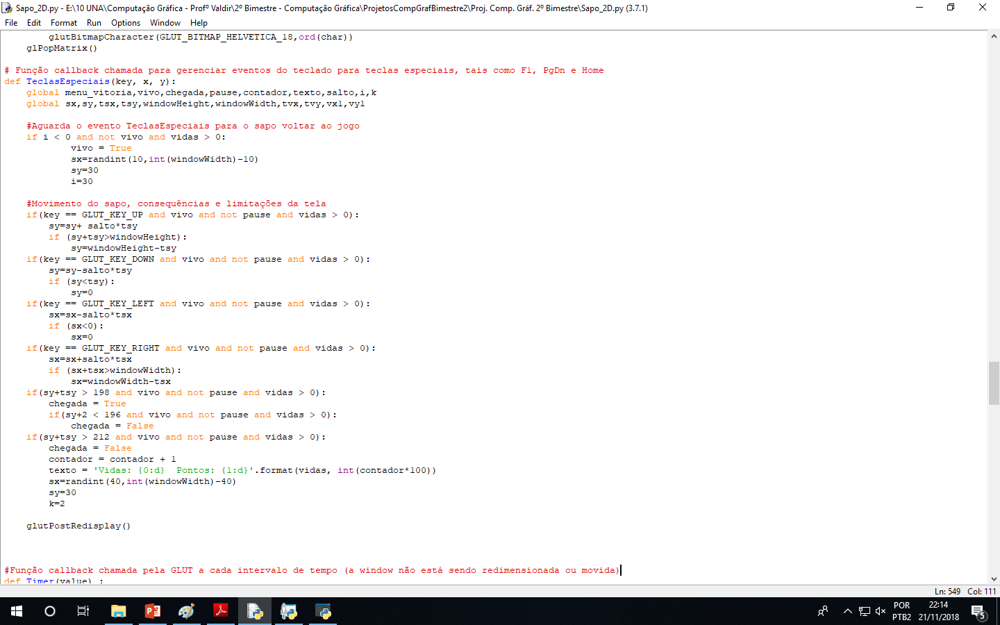 Sapo_2D.py - E:\10 UNA\Computação Gráfica - Profº Valdir\2º Bimestre - Computação Gráfica\ProjetosCompGrafBimestre2\Proj. Comp. Gráf. 2º Bimestre\Sapo_2D.py (3.7.1)
File Edit Format Run Options Window Help
        glutBitmapCharacter(GLUT_BITMAP_HELVETICA_18,ord(char))
    glPopMatrix()
# Função callback chamada para gerenciar eventos do teclado para teclas especiais, tais como F1, PgDn e Home
def TeclasEspeciais(key, x, y):
    global menu_vitoria,vivo,chegada,pause,contador,texto,salto,i,k
    global sx,sy,tsx,tsy,windowHeight,windowWidth,tvx,tvy,vx1,vy1
    #Aguarda o evento TeclasEspeciais para o sapo voltar ao jogo
    if i < 0 and not vivo and vidas > 0:
            vivo = True
            sx=randint(10,int(windowWidth)-10)
            sy=30
            i=30
    #Movimento do sapo, consequências e limitações da tela
    if(key == GLUT_KEY_UP and vivo and not pause and vidas > 0):
        sy=sy+ salto*tsy
        if (sy+tsy>windowHeight):
            sy=windowHeight-tsy
    if(key == GLUT_KEY_DOWN and vivo and not pause and vidas > 0):
        sy=sy-salto*tsy
        if (sy<tsy):
            sy=0
    if(key == GLUT_KEY_LEFT and vivo and not pause and vidas > 0):
        sx=sx-salto*tsx
        if (sx<0):
            sx=0
    if(key == GLUT_KEY_RIGHT and vivo and not pause and vidas > 0):
        sx=sx+salto*tsx
        if (sx+tsx>windowWidth):
            sx=windowWidth-tsx
    if(sy+tsy > 198 and vivo and not pause and vidas > 0):
        chegada = True
        if(sy+2 < 196 and vivo and not pause and vidas > 0):
            chegada = False
    if(sy+tsy > 212 and vivo and not pause and vidas > 0):
        chegada = False
        contador = contador + 1
        texto = 'Vidas: {0:d}  Pontos: {1:d}'.format(vidas, int(contador*100))
        sx=randint(40,int(windowWidth)-40)
        sy=30
        k=2
    glutPostRedisplay()
#Função callback chamada pela GLUT a cada intervalo de tempo (a window não está sendo redimensionada ou movida)
def Timer(value) :
Ln: 549 Col: 111
POR 22:14
PTB2 21/11/2018 5